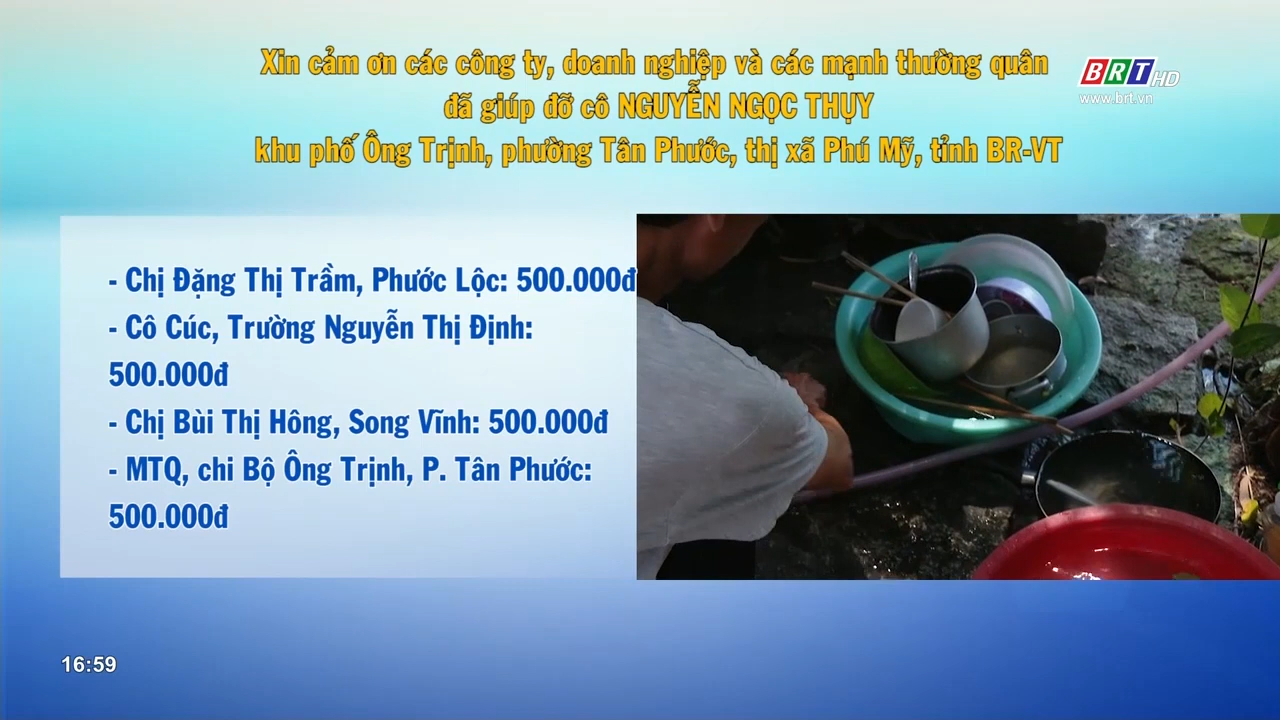 Xin cảm ơn các công ty, doanh nghiệp và các mạnh thường quân
đã giúp đỡ cô NGUYỄN NGỌC THỤY
khu phố Ông Trịnh, phường Tân Phước, thị xã Phú Mỹ, tỉnh BR-VT
BRT HD
www.brt.vn
- Chị Đặng Thị Trầm, Phước Lộc: 500.000đ
- Cô Cúc, Trường Nguyễn Thị Định:
500.000đ
- Chị Bùi Thị Hông, Song Vĩnh: 500.000đ
- MTQ, chi Bộ Ông Trịnh, P. Tân Phước:
500.000đ
16:59